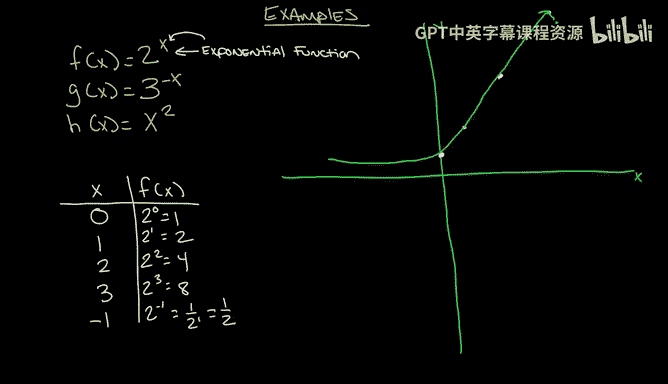 EXAMPLES
GPT中英字幕课程资源 bilibili
f(x) = 2^x ← EXPONENTIAL FUNCTION
g(x) = 3^-x
h(x) = x^2
x f(x)
0 2^0 = 1
1 2^1 = 2
2 2^2 = 4
3 2^3 = 8
-1 2^-1 = 1/2^1 = 1/2
x